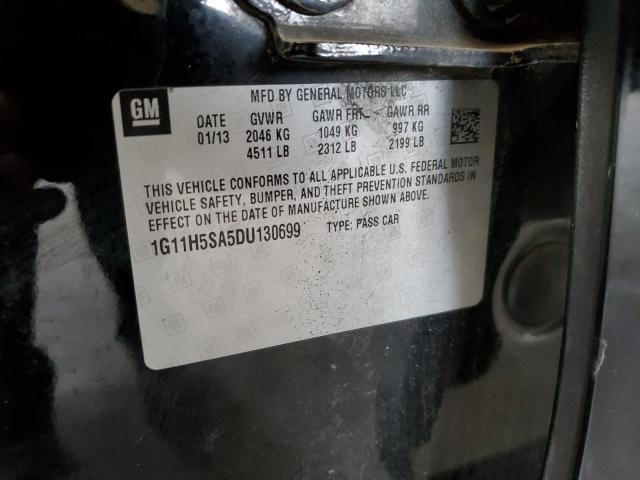 GM
MFD BY GENERAL MOTORS LLC
DATE GVWR GAWR FRT GAWR RR
01/13 2046 KG 1049 KG 997 KG
4511 LB 2312 LB 2199 LB
THIS VEHICLE CONFORMS TO ALL APPLICABLE U.S. FEDERAL MOTOR
VEHICLE SAFETY, BUMPER, AND THEFT PREVENTION STANDARDS IN
EFFECT ON THE DATE OF MANUFACTURE SHOWN ABOVE.
1G11H5SA5DU130699 TYPE: PASS CAR